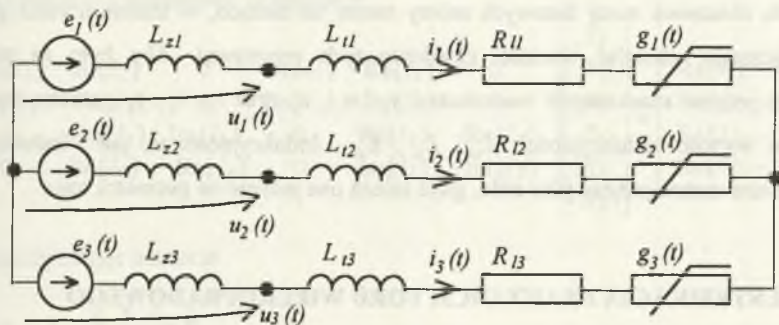 e1(t) Lz1 Lt1 i1(t) Rl1 g1(t)
u1(t)
e2(t) Lz2 Lt2 i2(t) Rl2 g2(t)
u2(t)
e3(t) Lz3 Lt3 i3(t) Rl3 g3(t)
u3(t)